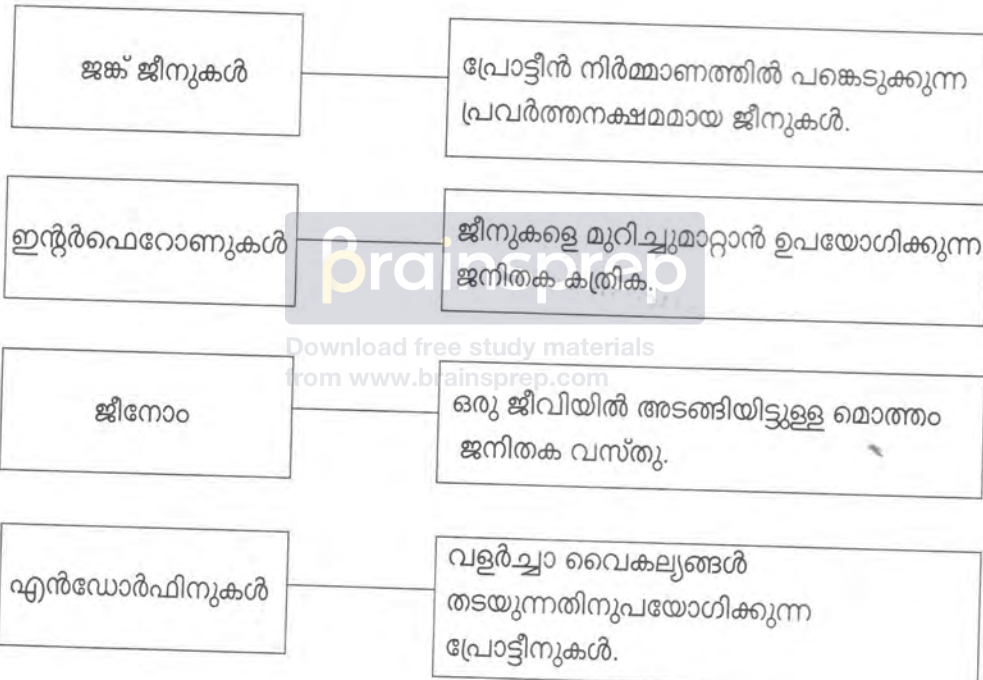 ജങ്ക് ജീനുകൾ
പ്രോട്ടീൻ നിർമ്മാണത്തിൽ പങ്കെടുക്കുന്ന
പ്രവർത്തനക്ഷമമായ ജീനുകൾ.
ഇന്റർഫെറോണുകൾ
ജീനുകളെ മുറിച്ചുമാറ്റാൻ ഉപയോഗിക്കുന്ന
ജനിതക കത്രിക.
brainsprep
Download free study materials
from www.brainsprep.com
ജീനോം
ഒരു ജീവിയിൽ അടങ്ങിയിട്ടുള്ള മൊത്തം
ജനിതക വസ്തു.
എൻഡോർഫിനുകൾ
വളർച്ചാ വൈകല്യങ്ങൾ
തടയുന്നതിനുപയോഗിക്കുന്ന
പ്രോട്ടീനുകൾ.